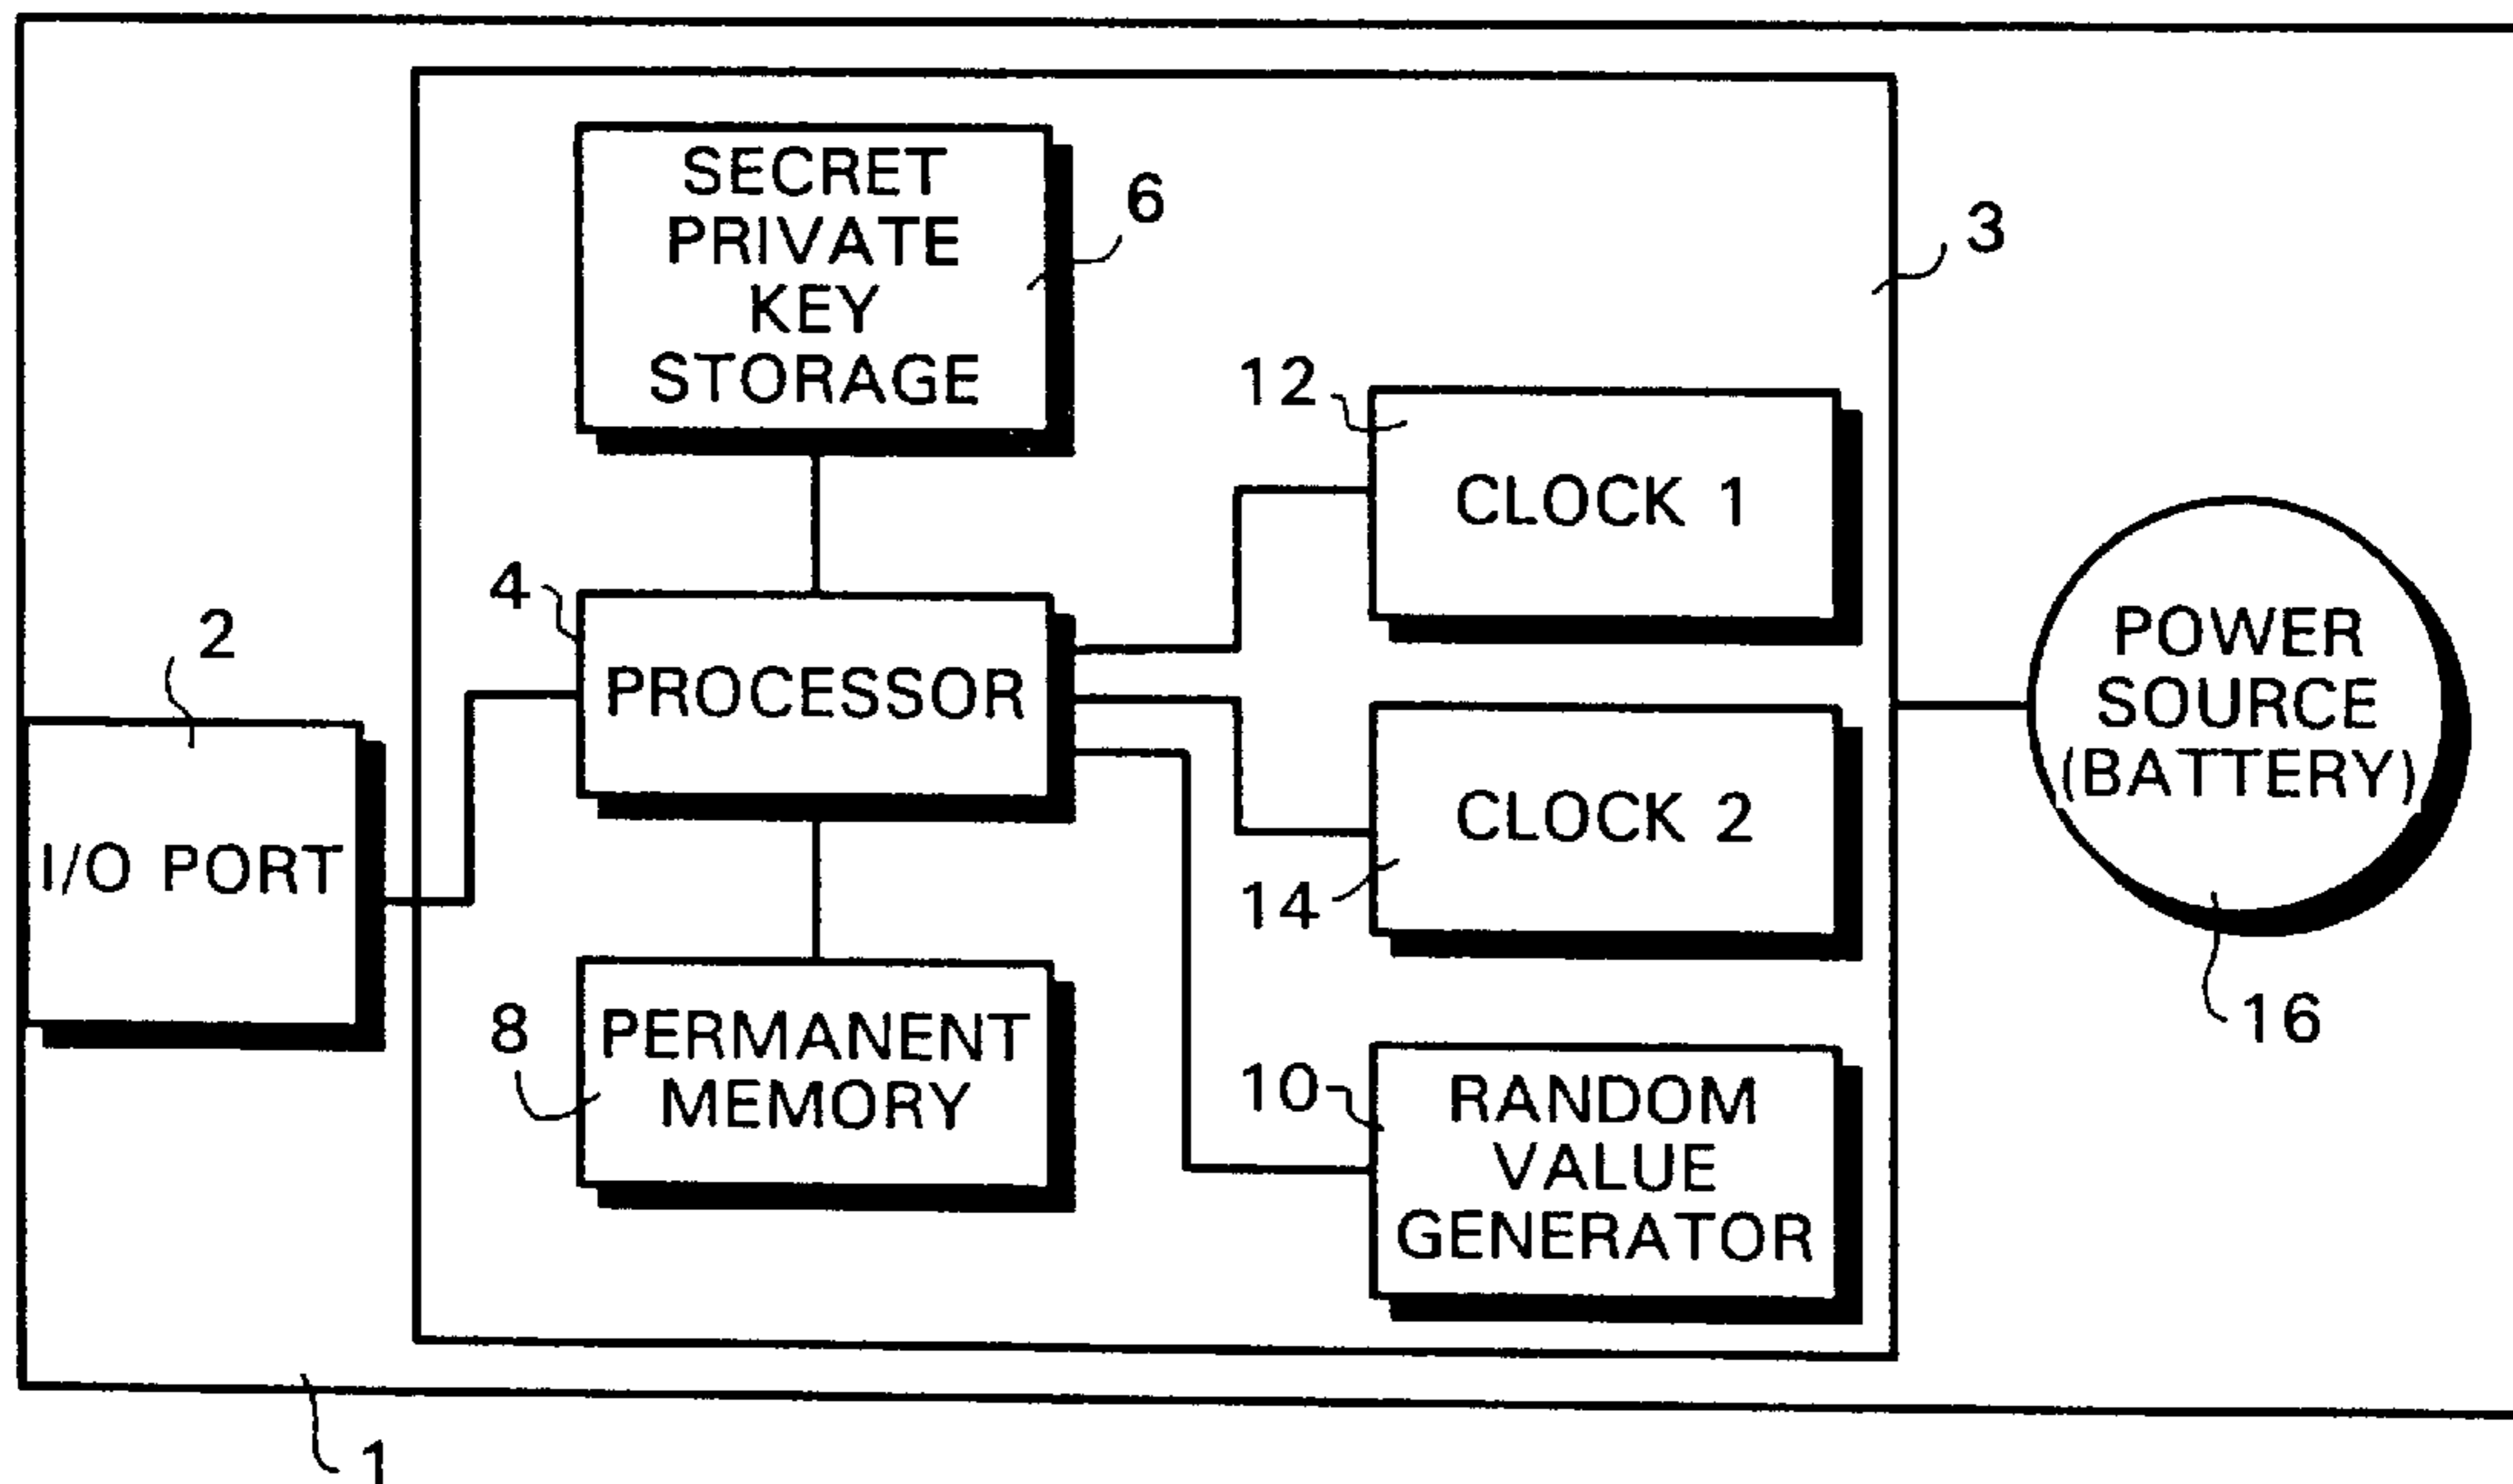 SECRET
PRIVATE
KEY
STORAGE
6
3
12
CLOCK 1
4
PROCESSOR
2
I/O PORT
CLOCK 2
14
POWER
SOURCE
(BATTERY)
16
8
PERMANENT
MEMORY
10
RANDOM
VALUE
GENERATOR
1